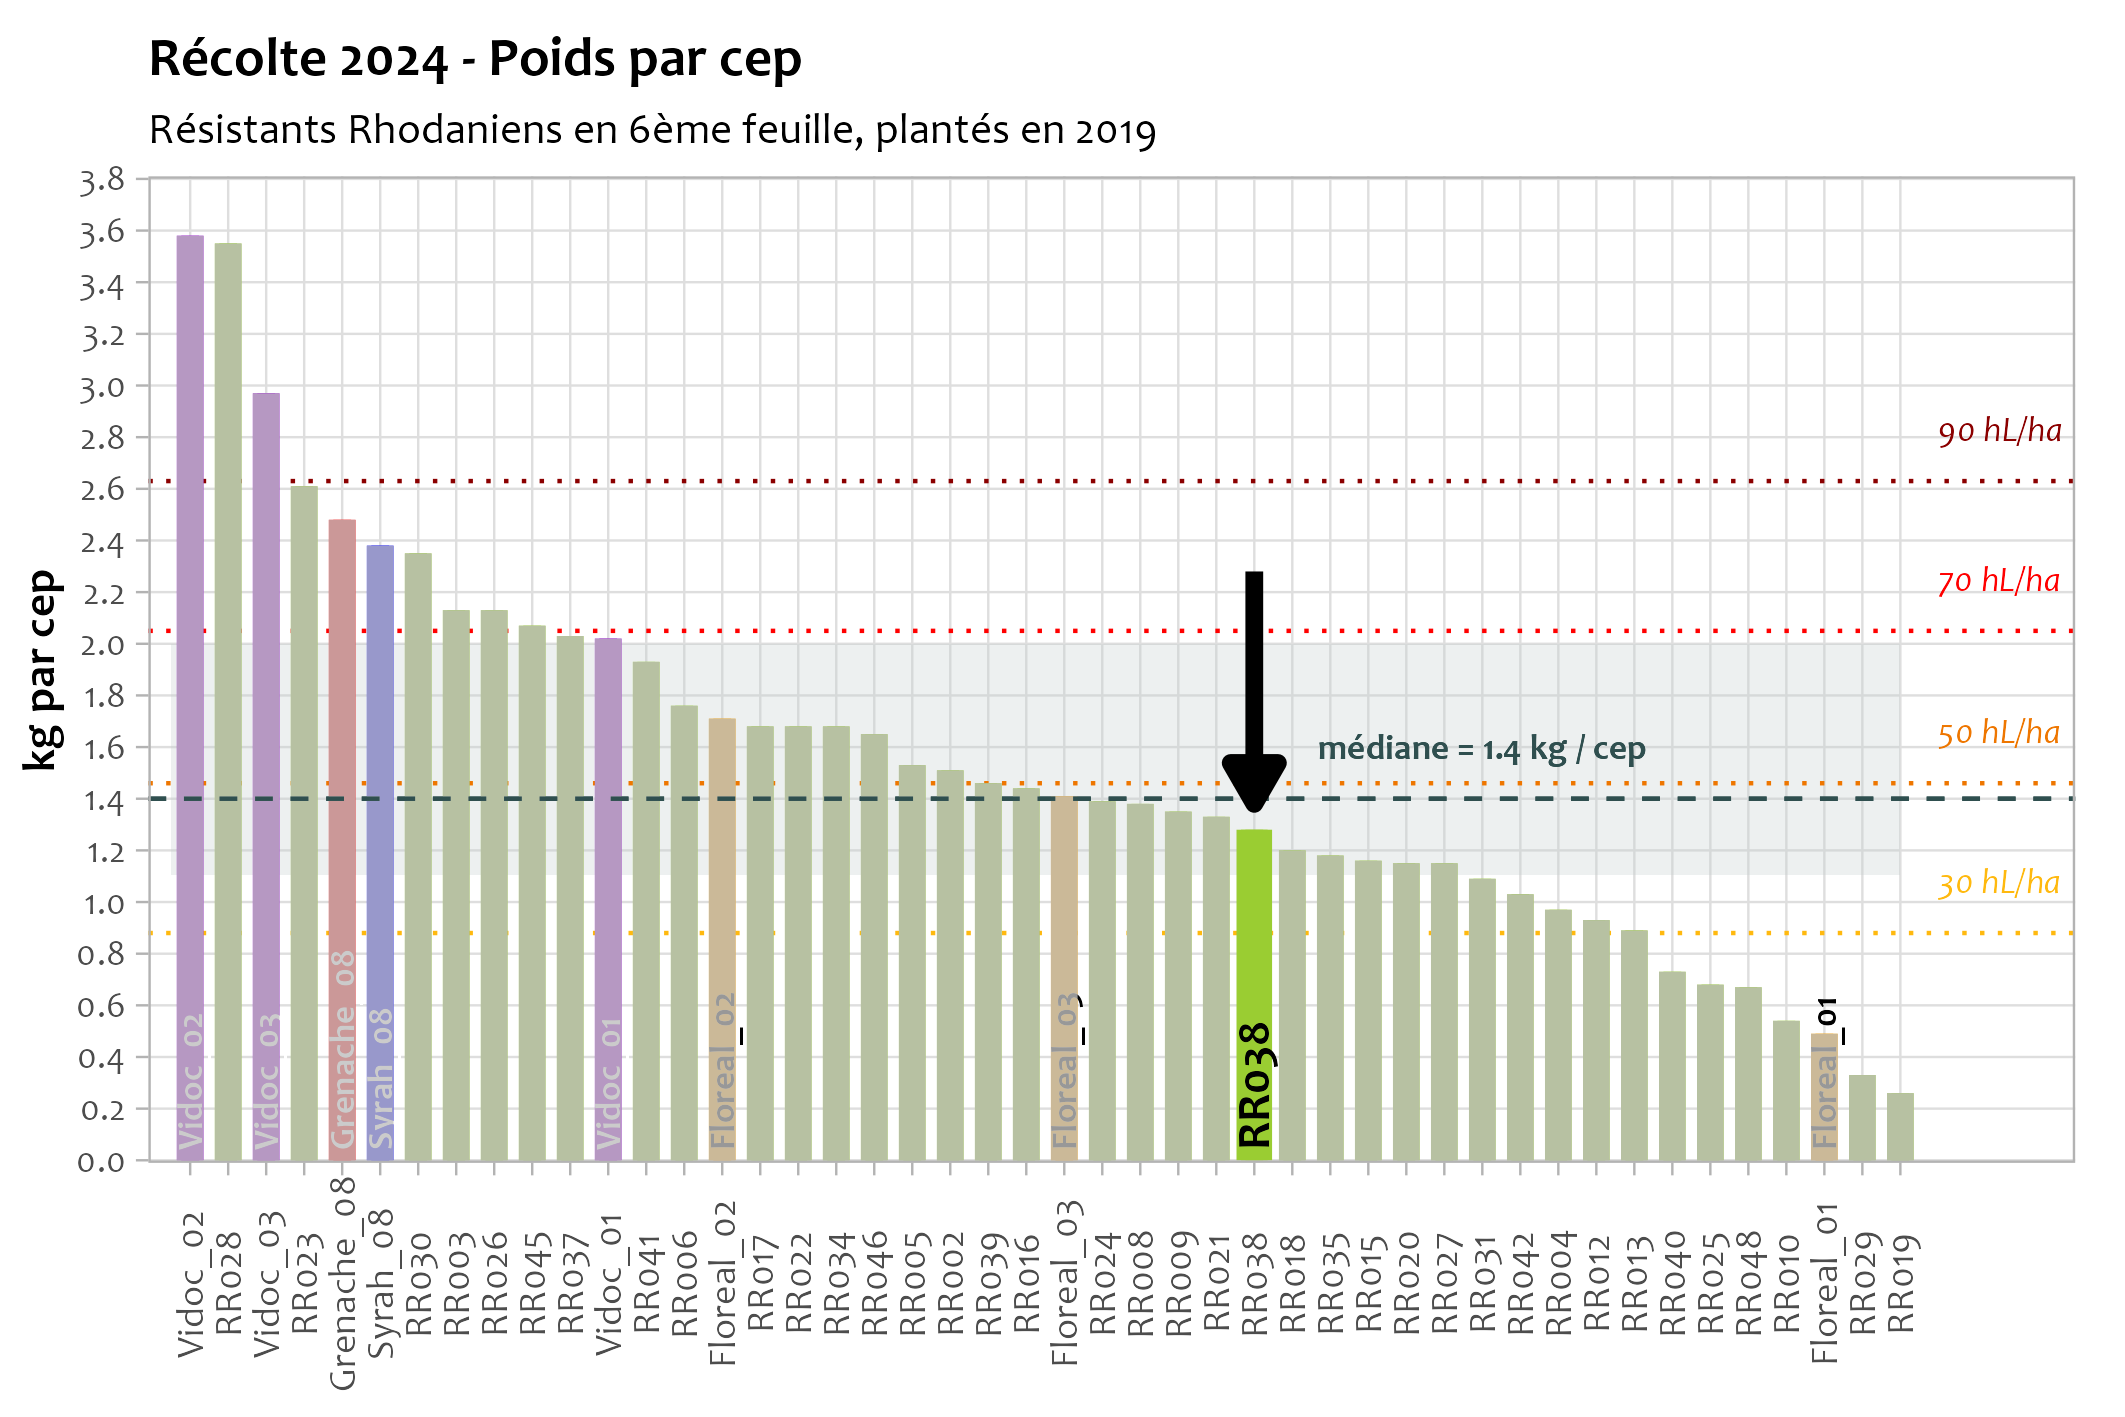 Récolte 2024 - Poids par cep
Résistants Rhodaniens en 6ème feuille, plantés en 2019
kg par cep
3.8
3.6
3.4
3.2
3.0
2.8
2.6
2.4
2.2
2.0
1.8
1.6
1.4
1.2
1.0
0.8
0.6
0.4
0.2
0.0
90 hL/ha
70 hL/ha
50 hL/ha
30 hL/ha
médiane = 1.4 kg / cep
Vidoc_02
Vidoc_03
Grenache_08
Syrah_08
Vidoc_01
Floreal_02
Floreal_03
RR038
Floreal_01
Vidoc_02
RR028
Vidoc_03
RR023
Grenache_08
Syrah_08
RR030
RR003
RR026
RR045
RR037
Vidoc_01
RR041
RR006
Floreal_02
RR017
RR022
RR034
RR046
RR005
RR002
RR039
RR016
Floreal_03
RR024
RR008
RR009
RR021
RR038
RR018
RR035
RR015
RR020
RR027
RR031
RR042
RR004
RR012
RR013
RR040
RR025
RR048
RR010
Floreal_01
RR029
RR019